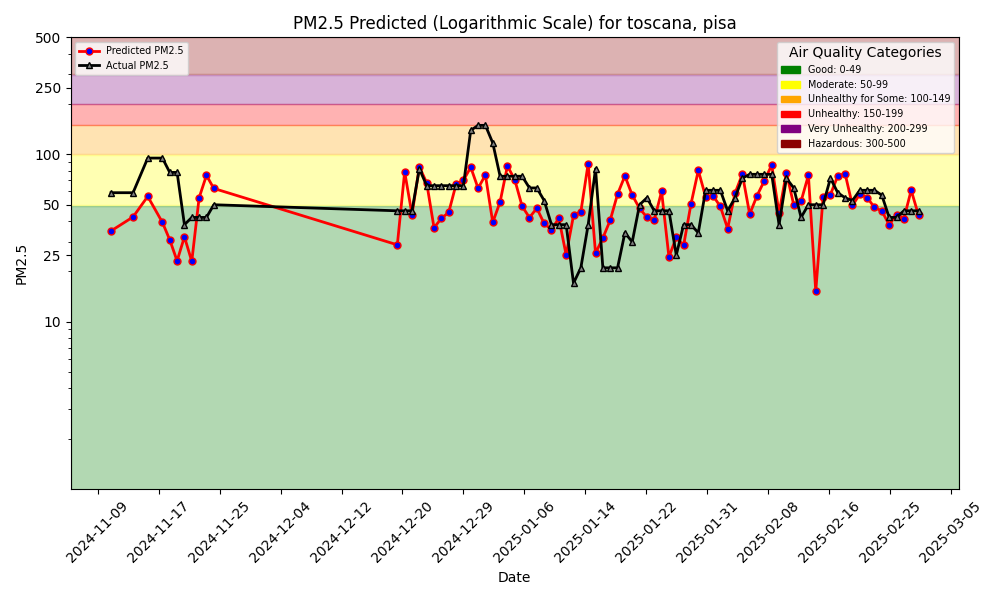 PM2.5 Predicted (Logarithmic Scale) for toscana, pisa
Predicted PM2.5
Actual PM2.5
Air Quality Categories
Good: 0-49
Moderate: 50-99
Unhealthy for Some: 100-149
Unhealthy: 150-199
Very Unhealthy: 200-299
Hazardous: 300-500
500
250
100
50
25
10
PM2.5
2024-11-09
2024-11-17
2024-11-25
2024-12-04
2024-12-12
2024-12-20
2024-12-29
2025-01-06
2025-01-14
2025-01-22
2025-01-31
2025-02-08
2025-02-16
2025-02-25
2025-03-05
Date